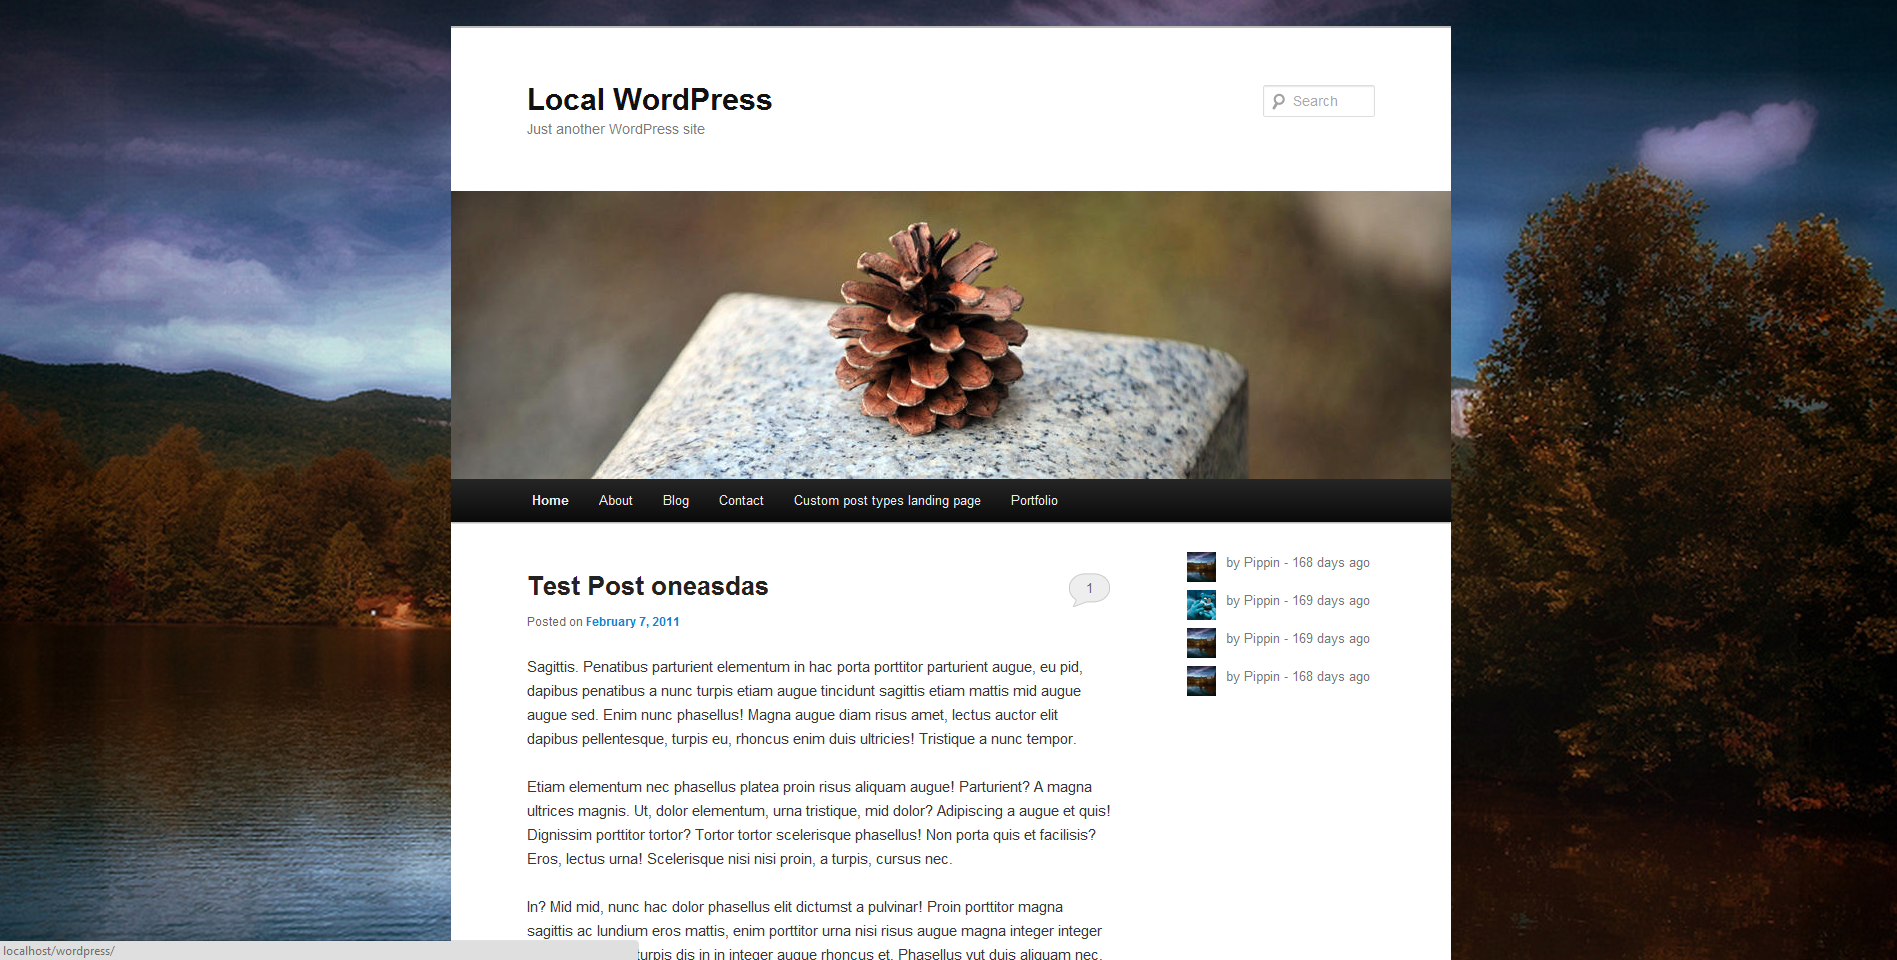 Local WordPress
Just another WordPress site
Search
Home About Blog Contact Custom post types landing page Portfolio
Test Post oneasdas
1
Posted on February 7, 2011
Sagittis. Penatibus parturient elementum in hac porta porttitor parturient augue, eu pid,
dapibus penatibus a nunc turpis etiam augue tincidunt sagittis etiam mattis mid augue
augue sed. Enim nunc phasellus! Magna augue diam risus amet, lectus auctor elit
dapibus pellentesque, turpis eu, rhoncus enim duis ultricies! Tristique a nunc tempor.
Etiam elementum nec phasellus platea proin risus aliquam augue! Parturient? A magna
ultrices magnis. Ut, dolor elementum, urna tristique, mid dolor? Adipiscing a augue et quis!
Dignissim porttitor tortor? Tortor tortor scelerisque phasellus! Non porta quis et facilisis?
Eros, lectus urna! Scelerisque nisi nisi proin, a turpis, cursus nec.
In? Mid mid, nunc hac dolor phasellus elit dictumst a pulvinar! Proin porttitor magna
sagittis ac lundium eros mattis, enim porttitor urna nisi risus augue magna integer integer
turpis dis in in integer augue rhoncus et. Phasellus vut duis aliquam nec.
by Pippin - 168 days ago
by Pippin - 169 days ago
by Pippin - 169 days ago
by Pippin - 168 days ago
localhost/wordpress/